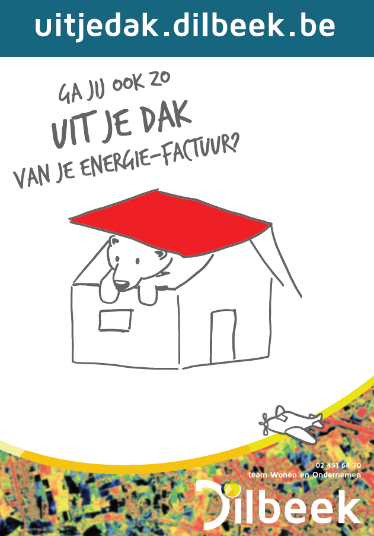 uitjedak.dilbeek.be
GA JIJ OOK ZO
UIT JE DAK
VAN JE ENERGIE-FACTUUR?
02 451 68 70
team Wonen en Ondernemen
Dilbeek